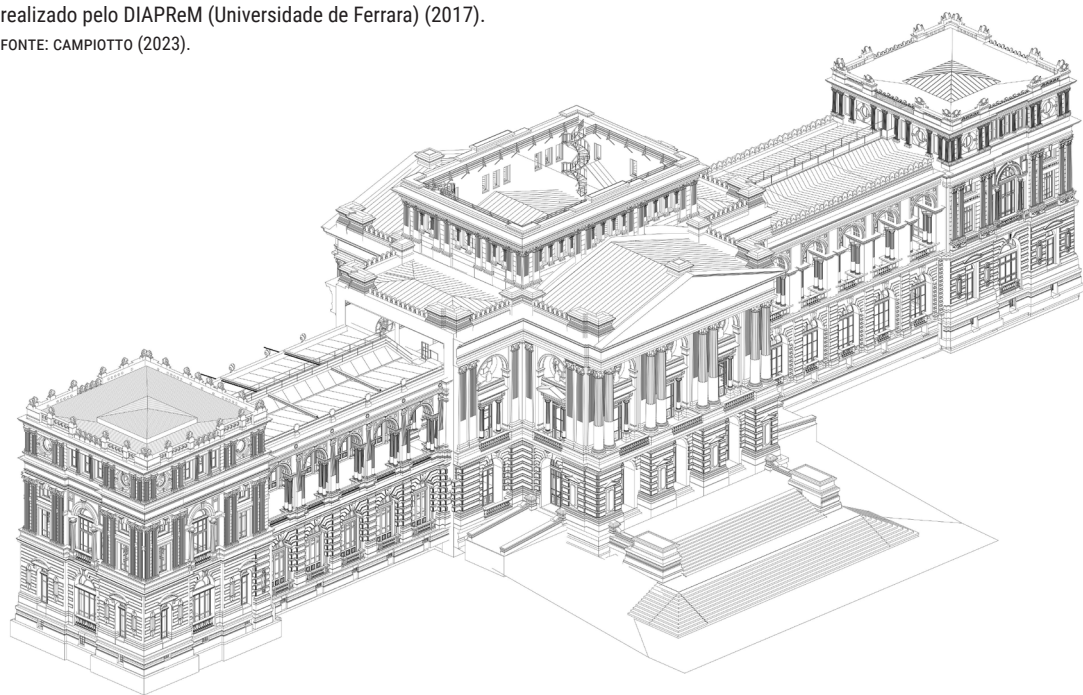 realizado pelo DIAPReM (Universidade de Ferrara) (2017).
FONTE: CAMPIOTTO (2023).